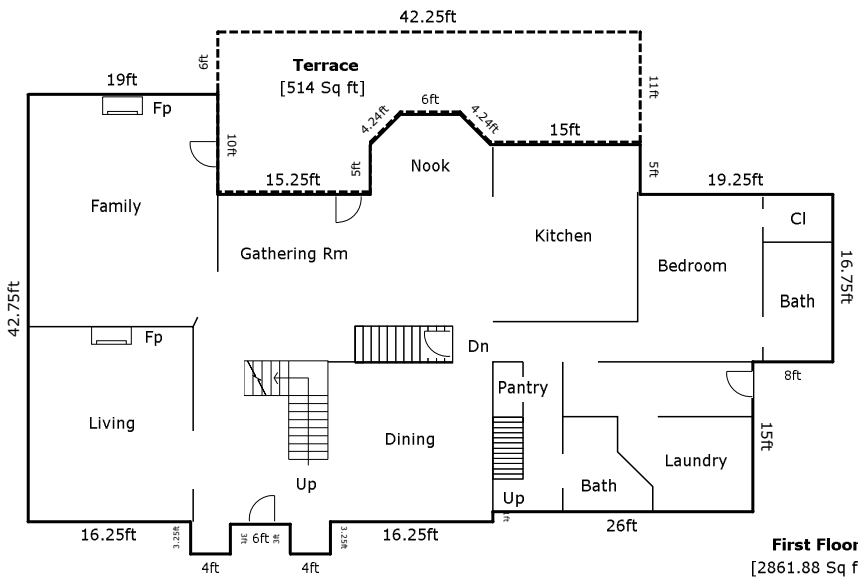 42.25ft
6ft
Terrace
[514 Sq ft]
19ft
Fp
11ft
6ft
4.24ft
4.24ft
15ft
10ft
5ft
Nook
5ft
15.25ft
19.25ft
Family
Cl
Gathering Rm
Kitchen
Bedroom
16.75ft
42.75ft
Bath
Fp
Dn
8ft
Pantry
Living
Dining
15ft
Laundry
Up
Bath
Up
16.25ft
3.25ft
3ft
6ft
3ft
3.25ft
16.25ft
26ft
4ft
4ft
First Floor
[2861.88 Sq f